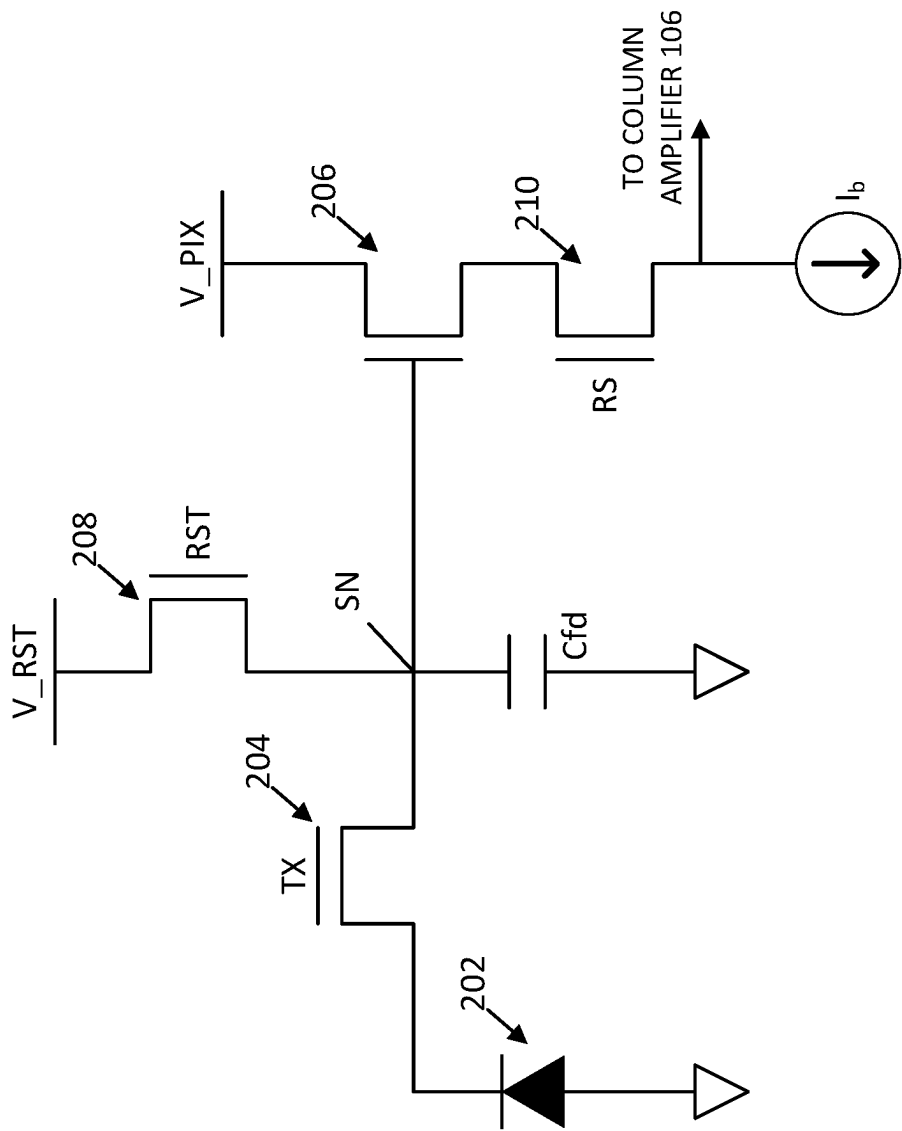 V_RST
208
RST
V_PIX
206
204
TX
SN
210
TO COLUMN
AMPLIFIER 106
RS
Cfd
202
Ib